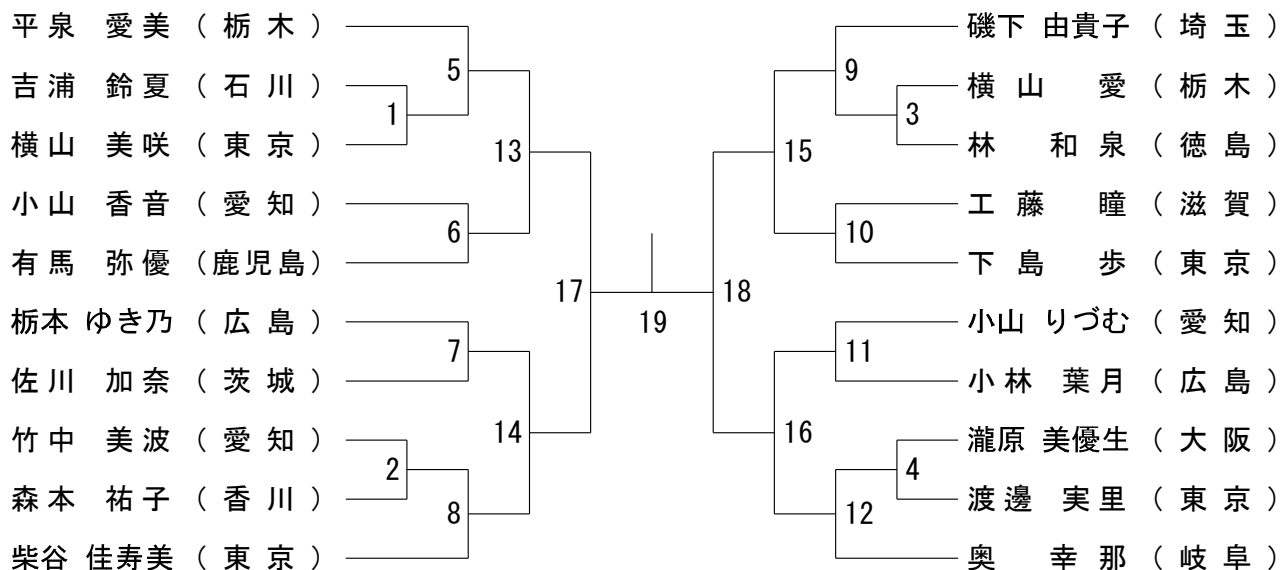 平泉 愛美 (栃木)
吉浦 鈴夏 (石川)
横山 美咲 (東京)
小山 香音 (愛知)
有馬 弥優 (鹿児島)
栃本 ゆき乃 (広島)
佐川 加奈 (茨城)
竹中 美波 (愛知)
森本 祐子 (香川)
柴谷 佳寿美 (東京)
1
2
5
6
7
8
13
14
17
19
18
15
16
9
10
11
12
3
4
磯下 由貴子 (埼玉)
横山 愛 (栃木)
林 和泉 (徳島)
工藤 瞳 (滋賀)
下島 歩 (東京)
小山 りづむ (愛知)
小林 葉月 (広島)
瀧原 美優生 (大阪)
渡邊 実里 (東京)
奥 幸那 (岐阜)